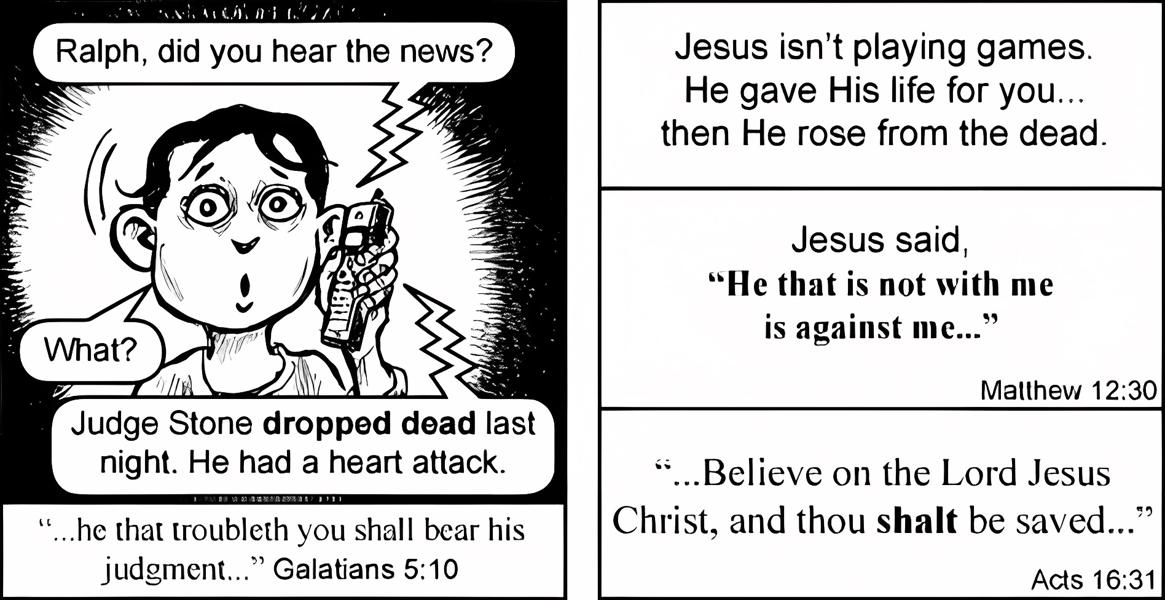 Ralph, did you hear the news?
What?
Judge Stone dropped dead last
night. He had a heart attack.
“...he that troubleth you shall bear his
judgment...” Galatians 5:10
Jesus isn’t playing games.
He gave His life for you...
then He rose from the dead.
Jesus said,
“He that is not with me
is against me...”
Matthew 12:30
“...Believe on the Lord Jesus
Christ, and thou shalt be saved...”
Acts 16:31